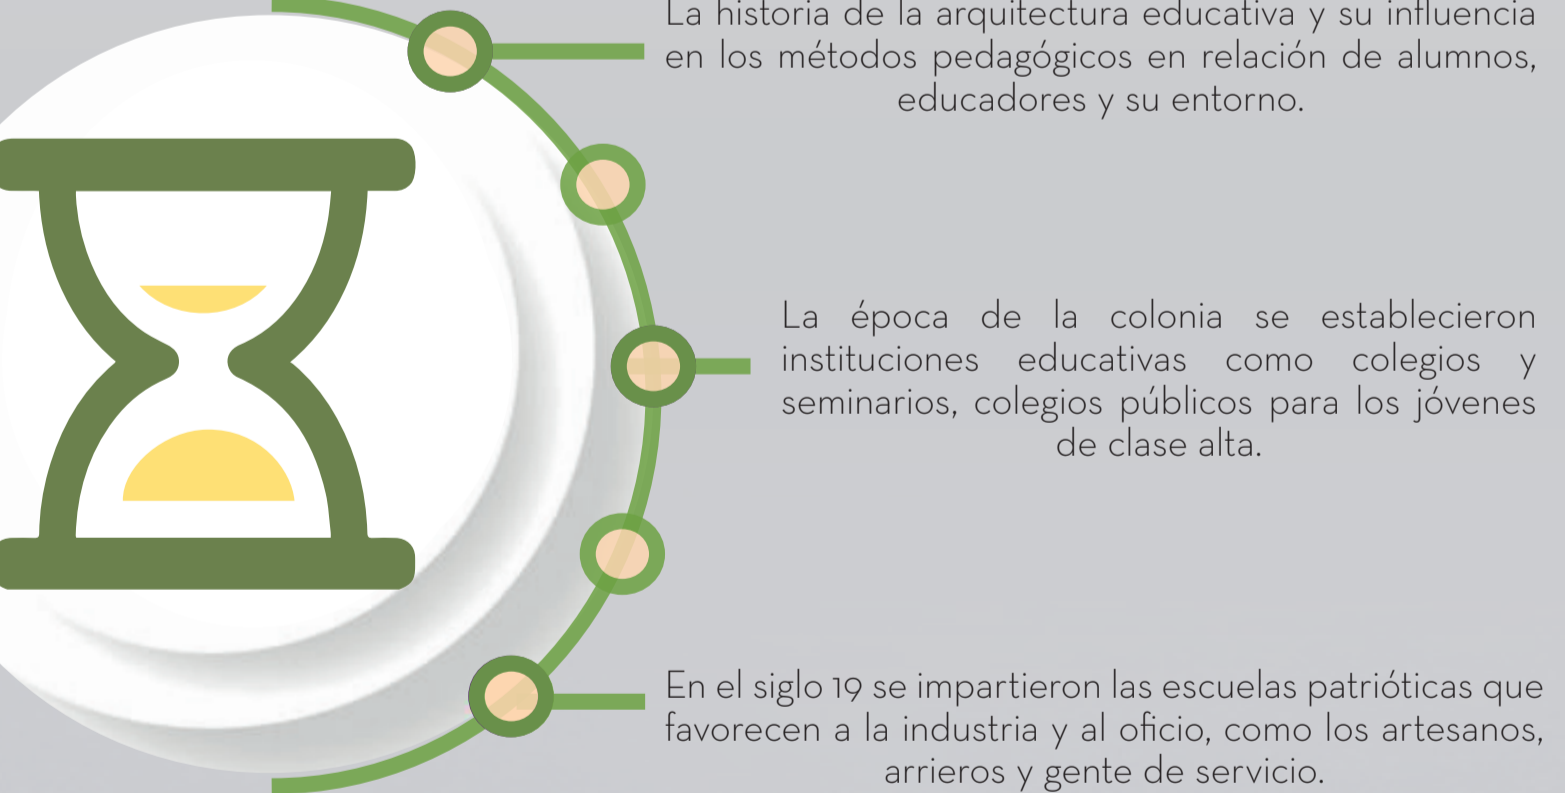 La historia de la arquitectura educativa y su influencia
en los métodos pedagógicos en relación de alumnos,
educadores y su entorno.
La época de la colonia se establecieron
instituciones educativas como colegios y
seminarios, colegios públicos para los jóvenes
de clase alta.
En el siglo 19 se impartieron las escuelas patrióticas que
favorecen a la industria y al oficio, como los artesanos,
arrieros y gente de servicio.